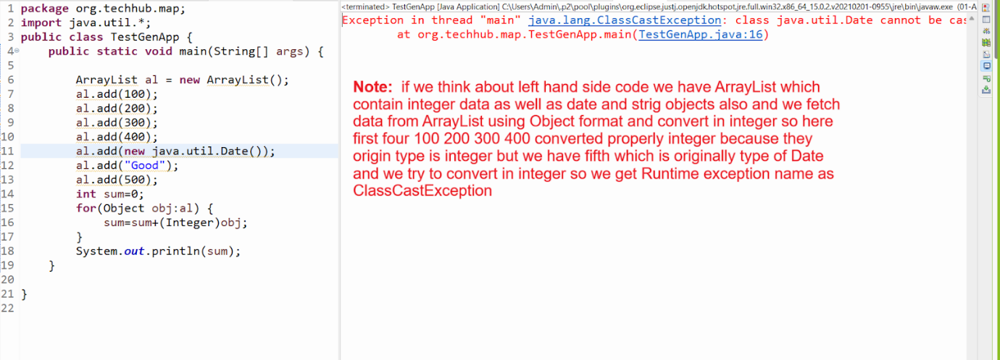 1 package org.techhub.map;
2 import java.util.*;
3 public class TestGenApp {
4 public static void main(String[] args) {
5
6 ArrayList al = new ArrayList();
7 al.add(100);
8 al.add(200);
9 al.add(300);
10 al.add(400);
11 al.add(new java.util.Date());
12 al.add("Good");
13 al.add(500);
14 int sum=0;
15 for(Object obj:al) {
16 sum=sum+(Integer)obj;
17 }
18 System.out.println(sum);
19 }
20
21 }
22
<terminated> TestGenApp [Java Application] C:\Users\Admin\.p2\pool\plugins\org.eclipse.justj.openjdk.hotspot.jre.full.win32.x86_64_15.0.2.v20210201-0955\jre\bin\javaw.exe (01-A
Exception in thread "main" java.lang.ClassCastException: class java.util.Date cannot be cas
at org.techhub.map.TestGenApp.main(TestGenApp.java:16)
Note: if we think about left hand side code we have ArrayList which
contain integer data as well as date and strig objects also and we fetch
data from ArrayList using Object format and convert in integer so here
first four 100 200 300 400 converted properly integer because they
origin type is integer but we have fifth which is originally type of Date
and we try to convert in integer so we get Runtime exception name as
ClassCastException